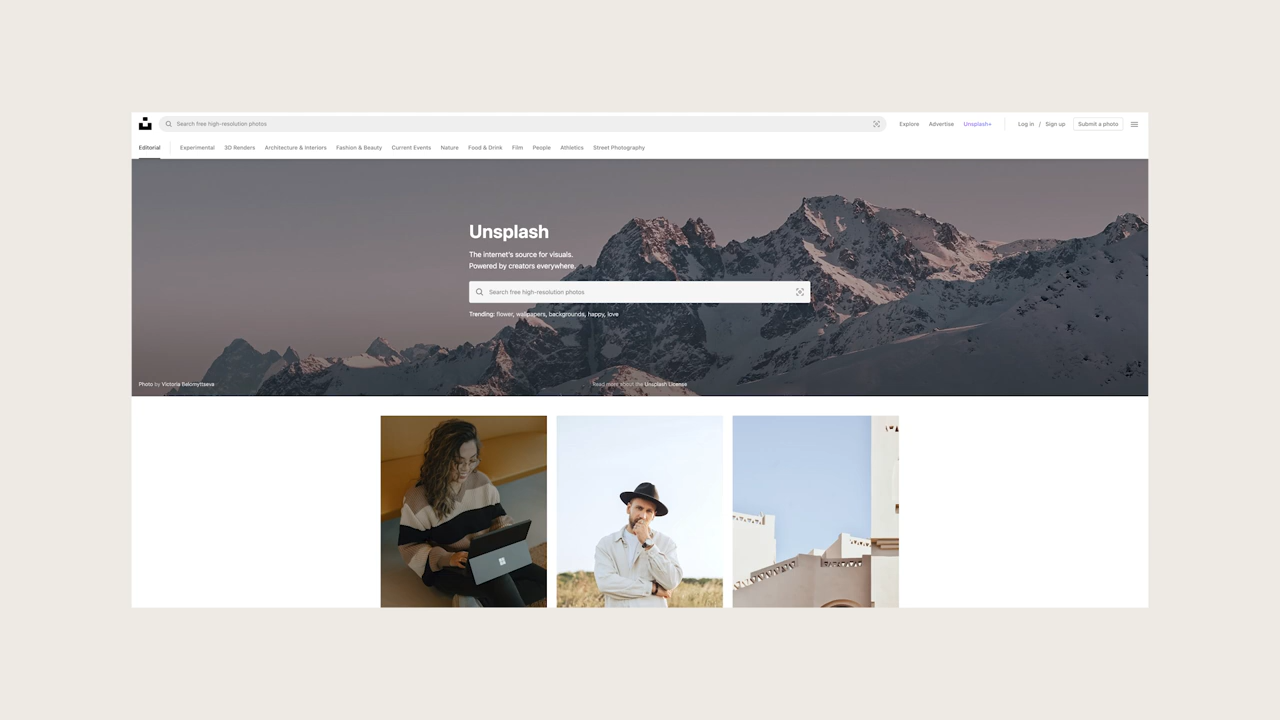 Search free high-resolution photos
Explore Advertise Unsplash+ Log in / Sign up Submit a photo
Editorial Experimental 3D Renders Architecture & Interiors Fashion & Beauty Current Events Nature Food & Drink Film People Athletics Street Photography
Unsplash
The internet's source for visuals.
Powered by creators everywhere.
Search free high-resolution photos
Trending: flower, wallpapers, backgrounds, happy, love
Photo by Victoria Belomyttseva
Read more about the Unsplash License